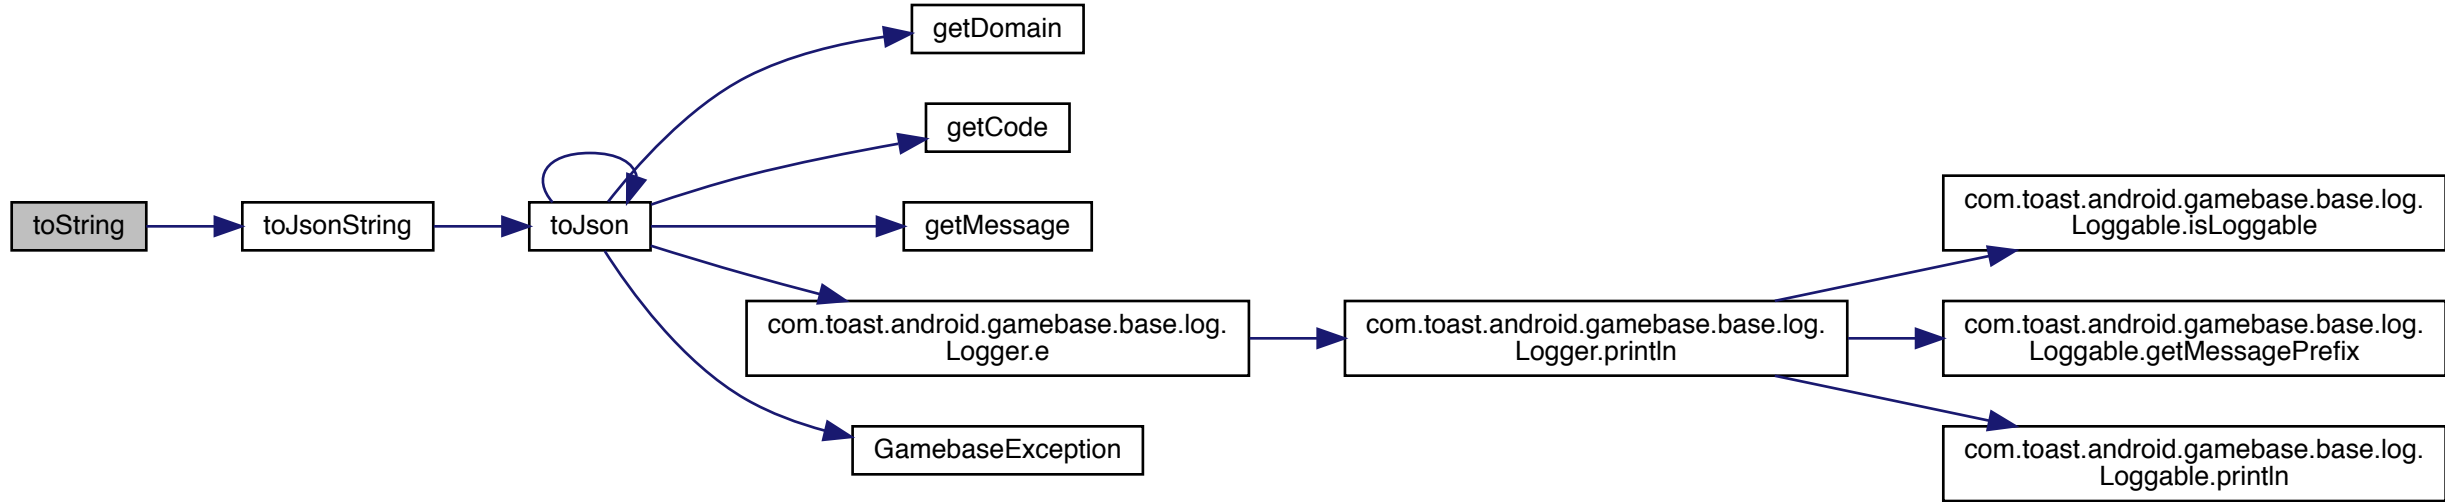 toString
toJsonString
toJson
getDomain
getCode
getMessage
com.toast.android.gamebase.base.log.
Logger.e
GamebaseException
com.toast.android.gamebase.base.log.
Logger.println
com.toast.android.gamebase.base.log.
Loggable.isLoggable
com.toast.android.gamebase.base.log.
Loggable.getMessagePrefix
com.toast.android.gamebase.base.log.
Loggable.println